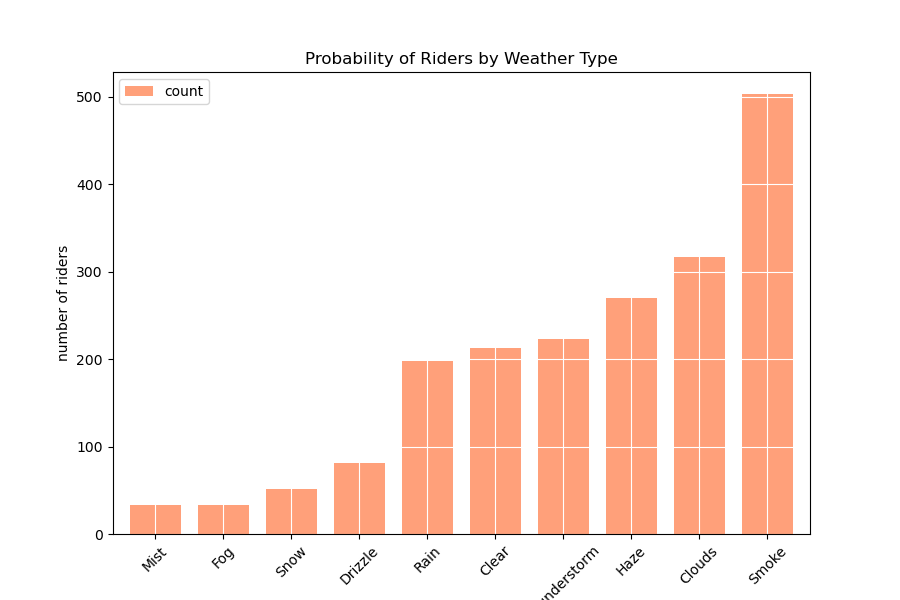 Probability of Riders by Weather Type
count
number of riders
500
400
300
200
100
0
Mist
Fog
Snow
Drizzle
Rain
Clear
understorm
Haze
Clouds
Smoke